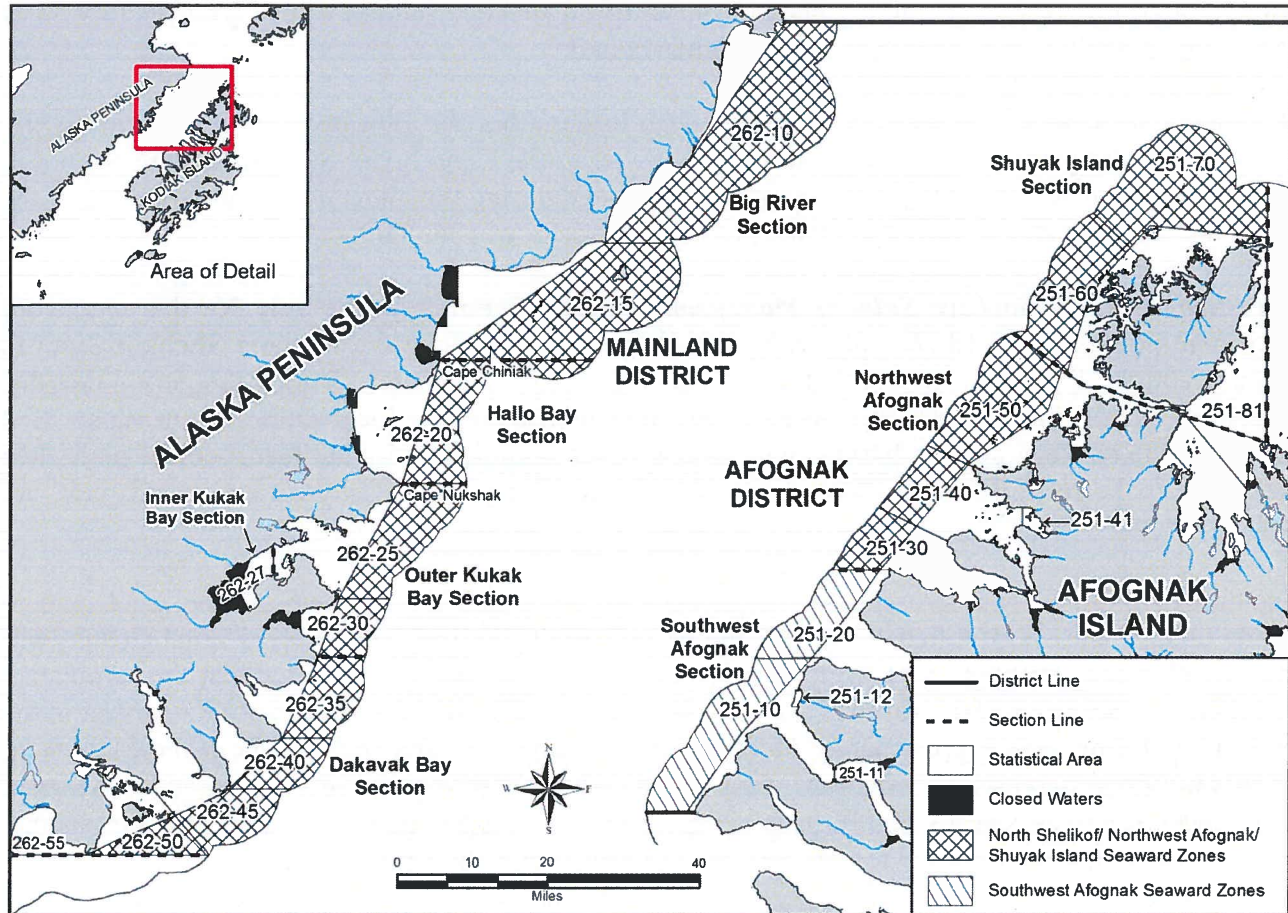 ALASKA PENINSULA
KODIAK ISLAND
Area of Detail
262-10
Big River
Section
262-15
MAINLAND
DISTRICT
ALASKA PENINSULA
Cape Chiniak
Hallo Bay
Section
262-20
Cape Nukshak
Inner Kukak
Bay Section
262-27
262-25
Outer Kukak
Bay Section
262-30
262-35
262-40
Dakavak Bay
Section
262-45
262-50
262-55
Shuyak Island
Section
251-70
251-60
Northwest
Afognak
Section
251-50
251-81
AFOGNAK
DISTRICT
251-40
251-41
251-30
AFOGNAK
ISLAND
Southwest
Afognak
Section
251-20
251-10
251-12
251-11
N
W
E
S
0 10 20 40
Miles
District Line
Section Line
Statistical Area
Closed Waters
North Shelikof/ Northwest Afognak/
Shuyak Island Seaward Zones
Southwest Afognak Seaward Zones